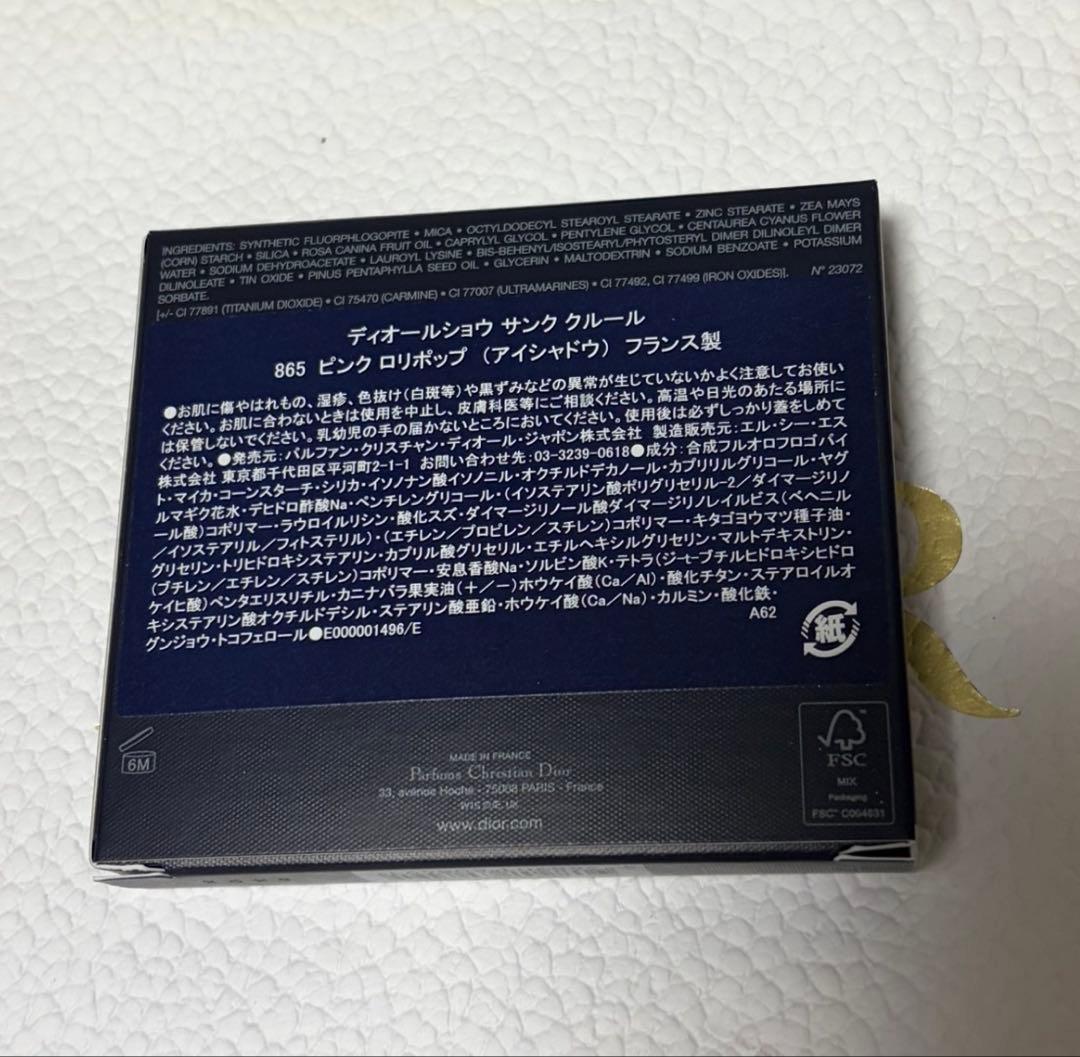 INGREDIENTS: SYNTHETIC FLUORPHLOGOPITE • MICA • OCTYLDODECYL STEAROYL STEARATE • ZINC STEARATE • ZEA MAYS
(CORN) STARCH • SILICA • ROSA CANINA FRUIT OIL • CAPRYLYL GLYCOL • PENTYLENE GLYCOL • CENTAUREA CYANUS FLOWER
WATER • SODIUM DEHYDROACETATE • LAUROYL LYSINE • BIS-BEHENYL/ISOSTEARYL/PHYTOSTERYL DIMER DILINOLEYL DIMER
DILINOLEATE • TIN OXIDE • PINUS PENTAPHYLLA SEED OIL • GLYCERIN • MALTODEXTRIN • SODIUM BENZOATE • POTASSIUM
SORBATE.
[+/- CI 77891 (TITANIUM DIOXIDE) • CI 75470 (CARMINE) • CI 77007 (ULTRAMARINES) • CI 77492, CI 77499 (IRON OXIDES)]. N° 23072
ディオールショウ サンク クルール
865 ピンク ロリポップ (アイシャドウ) フランス製
●お肌に傷やはれもの、湿疹、色抜け(白斑等)や黒ずみなどの異常が生じていないかよく注意してお使い
ください。お肌に合わないときは使用を中止し、皮膚科医等にご相談ください。高温や日光のあたる場所に
は保管しないでください。乳幼児の手の届かないところにおいてください。使用後は必ずしっかり蓋をしめて
ください。●発売元:パルファン・クリスチャン・ディオール・ジャポン株式会社 製造販売元:エル・シー・エス
株式会社 東京都千代田区平河町2-1-1 お問い合わせ先:03-3239-0618●成分:合成フルオロフロゴパイ
ト・マイカ・コーンスターチ・シリカ・イソノナン酸イソノニル・オクチルドデカノール・カプリリルグリコール・ヤグ
ルマギク花水・デヒドロ酢酸Na・ペンチレングリコール・(イソステアリン酸ポリグリセリル-2/ダイマージリノ
ール酸)コポリマー・ラウロイルリシン・酸化スズ・ダイマージリノール酸ダイマージリノレイルビス(ベヘニル
/イソステアリル/フィトステリル)・(エチレン/プロピレン/スチレン)コポリマー・キタゴヨウマツ種子油・
グリセリン・トリヒドロキシステアリン・カプリル酸グリセリル・エチルヘキシルグリセリン・マルトデキストリン・
(ブチレン/エチレン/スチレン)コポリマー・安息香酸Na・ソルビン酸K・テトラ(ジ-t-ブチルヒドロキシヒドロ
ケイヒ酸)ペンタエリスリチル・カニナバラ果実油(+/-)ホウケイ酸(Ca/Al)・酸化チタン・ステアロイルオ
キシステアリン酸オクチルドデシル・ステアリン酸亜鉛・ホウケイ酸(Ca/Na)・カルミン・酸化鉄・
グンジョウ・トコフェロール●E000001496/E A62
紙
6M
MADE IN FRANCE
Parfums Christian Dior
33, avenue Hoche - 75008 PARIS - France
www.dior.com
FSC
MIX
Packaging
FSC™ C004031